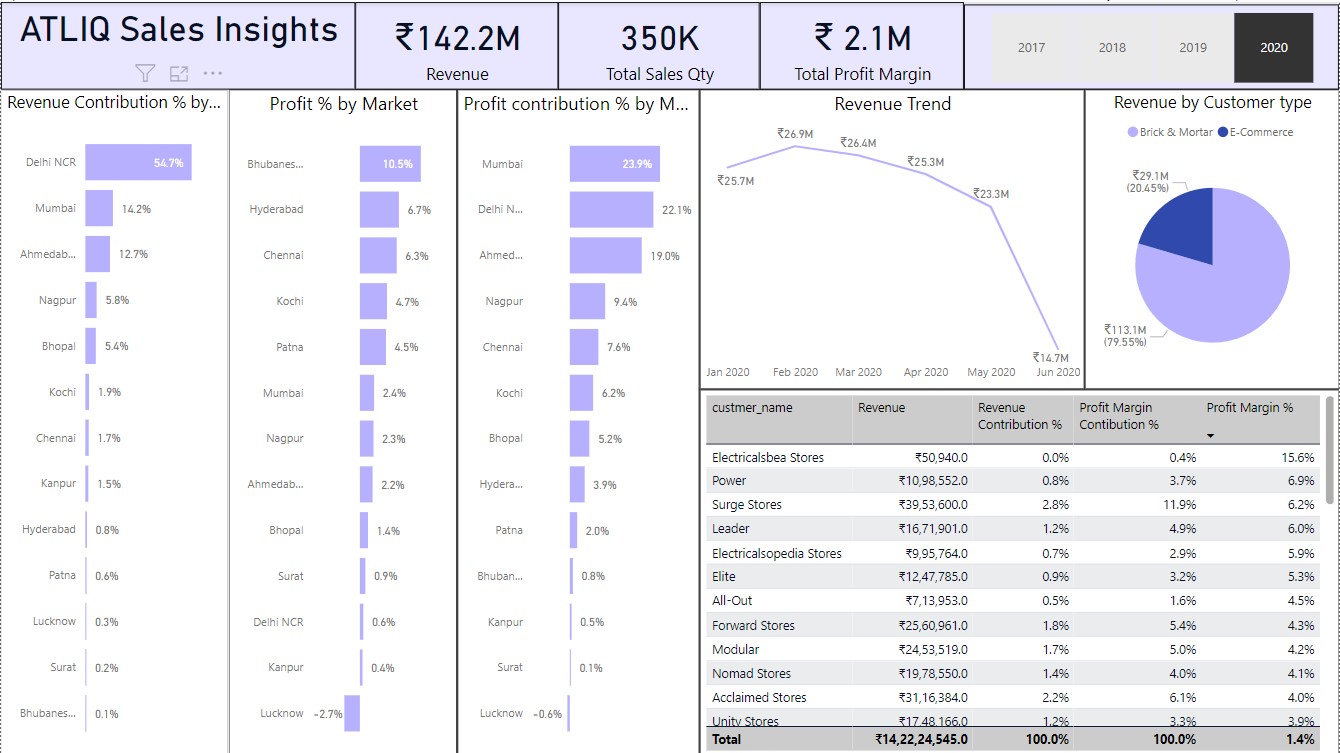 ATLIQ Sales Insights
₹142.2M
Revenue
350K
Total Sales Qty
₹ 2.1M
Total Profit Margin
2017
2018
2019
2020
Revenue Contribution % by...
Delhi NCR 54.7%
Mumbai 14.2%
Ahmedab... 12.7%
Nagpur 5.8%
Bhopal 5.4%
Kochi 1.9%
Chennai 1.7%
Kanpur 1.5%
Hyderabad 0.8%
Patna 0.6%
Lucknow 0.3%
Surat 0.2%
Bhubanes... 0.1%
Profit % by Market
Bhubanes... 10.5%
Hyderabad 6.7%
Chennai 6.3%
Kochi 4.7%
Patna 4.5%
Mumbai 2.4%
Nagpur 2.3%
Ahmedab... 2.2%
Bhopal 1.4%
Surat 0.9%
Delhi NCR 0.6%
Kanpur 0.4%
Lucknow -2.7%
Profit contribution % by M...
Mumbai 23.9%
Delhi N... 22.1%
Ahmed... 19.0%
Nagpur 9.4%
Chennai 7.6%
Kochi 6.2%
Bhopal 5.2%
Hydera... 3.9%
Patna 2.0%
Bhuban... 0.8%
Kanpur 0.5%
Surat 0.1%
Lucknow -0.6%
Revenue Trend
₹25.7M
₹26.9M
₹26.4M
₹25.3M
₹23.3M
₹14.7M
Jan 2020 Feb 2020 Mar 2020 Apr 2020 May 2020 Jun 2020
Revenue by Customer type
Brick & Mortar E-Commerce
₹29.1M
(20.45%)
₹113.1M
(79.55%)
custmer_name Revenue Revenue Profit Margin Profit Margin %
Contribution % Contibution %
Electricalsbea Stores ₹50,940.0 0.0% 0.4% 15.6%
Power ₹10,98,552.0 0.8% 3.7% 6.9%
Surge Stores ₹39,53,600.0 2.8% 11.9% 6.2%
Leader ₹16,71,901.0 1.2% 4.9% 6.0%
Electricalsopedia Stores ₹9,95,764.0 0.7% 2.9% 5.9%
Elite ₹12,47,785.0 0.9% 3.2% 5.3%
All-Out ₹7,13,953.0 0.5% 1.6% 4.5%
Forward Stores ₹25,60,961.0 1.8% 5.4% 4.3%
Modular ₹24,53,519.0 1.7% 5.0% 4.2%
Nomad Stores ₹19,78,550.0 1.4% 4.0% 4.1%
Acclaimed Stores ₹31,16,384.0 2.2% 6.1% 4.0%
Unity Stores ₹17,48,166.0 1.2% 3.3% 3.9%
Total ₹14,22,24,545.0 100.0% 100.0% 1.4%